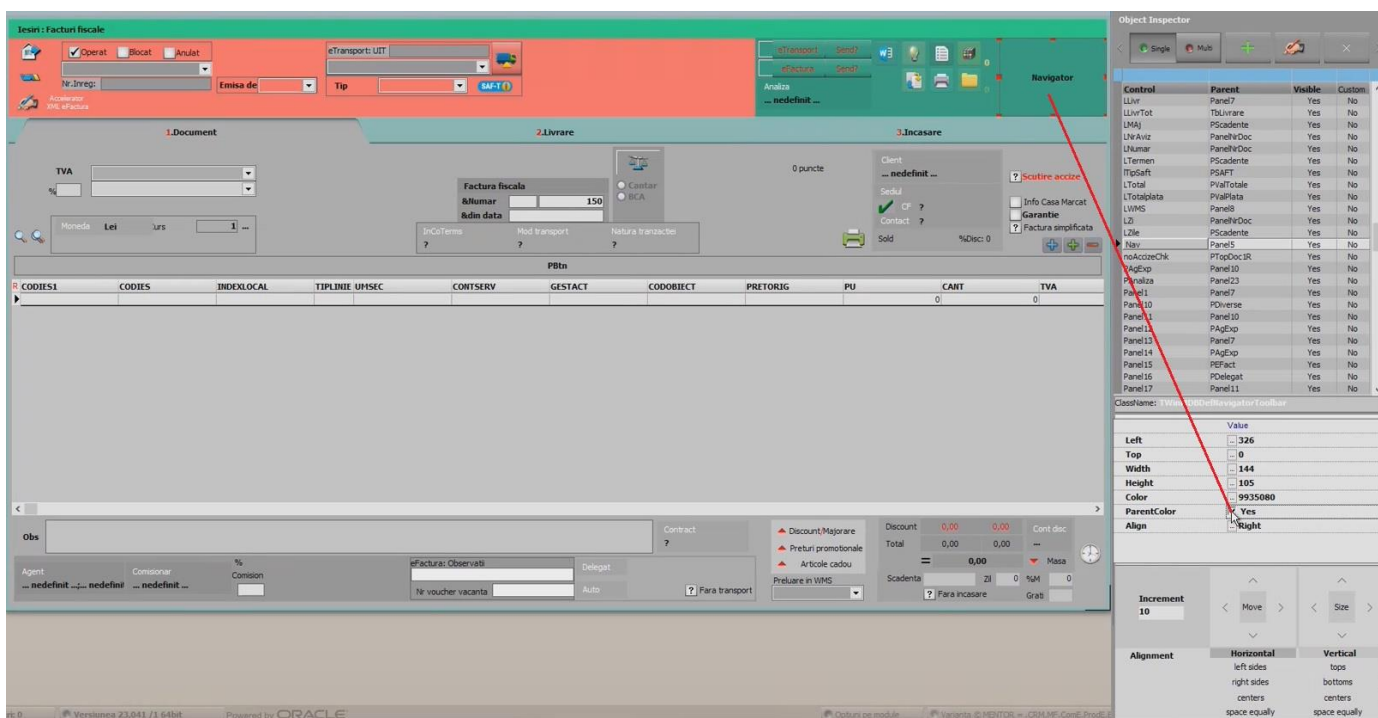 Iesiri : Facturi fiscale
Operat Blocat Anulat
Nr.Inreg:
Emisa de
Accelerator
XML eFactura
eTransport: UIT
Tip
SAF-T
eTransport Send?
eFactura Send?
Analiza
... nedefinit ...
Navigator
1.Document 2.Livrare 3.Incasare
TVA
%
Moneda Lei urs 1 ...
Factura fiscala
&Numar 150
&din data
Cantar
BCA
InCoTerms Mod transport Natura tranzactiei
? ? ?
0 puncte
Client
... nedefinit ...
Sediul
CF ?
Contact ?
Sold %Disc: 0
? Scutire accize
Info Casa Marcat
Garantie
? Factura simplificata
PBtn
R CODIES1 CODIES INDEXLOCAL TIPLINIE UMSEC CONTSERV GESTACT CODOBIECT PRETORIG PU CANT TVA
0 0
Obs
Contract
?
Agent Comisionar % Comision
... nedefinit ...;... nedefinit ... nedefinit ...
eFactura: Observatii
Nr voucher vacanta
Delegat
Auto
? Fara transport
Discount/Majorare
Preturi promotionale
Articole cadou
Preluare in WMS
Discount 0,00 0,00 Cont disc
Total 0,00 0,00 ...
= 0,00 Masa
Scadenta Zil 0 %M 0
? Fara incasare Grati
Versiunea 23.041 /1 64bit Powered by ORACLE Optiuni pe module
Object Inspector
Single Multi
Control Parent Visible Custom
LLivr Panel7 Yes No
LLivrTot TbLivrare Yes No
LMAj PScadente Yes No
LNrAviz PanelNrDoc Yes No
LNumar PanelNrDoc Yes No
LTermen PScadente Yes No
lTipSaft PSAFT Yes No
LTotal PValTotale Yes No
LTotalplata PValPlata Yes No
LWMS Panel8 Yes No
LZi PanelNrDoc Yes No
LZile PScadente Yes No
Nav Panel5 Yes No
noAccizeChk PTopDoc1R Yes No
PAgExp Panel10 Yes No
PAnaliza Panel23 Yes No
Panel1 Panel7 Yes No
Panel10 PDiverse Yes No
Panel11 Panel10 Yes No
Panel12 PAgExp Yes No
Panel13 Panel7 Yes No
Panel14 PAgExp Yes No
Panel15 PEFact Yes No
Panel16 PDelegat Yes No
Panel17 Panel11 Yes No
ClassName:
Value
Left ... 326
Top ... 0
Width ... 144
Height ... 105
Color ... 9935080
ParentColor Yes
Align Right
Increment
10
Move Size
Alignment Horizontal Vertical
left sides tops
right sides bottoms
centers centers
space equally space equally